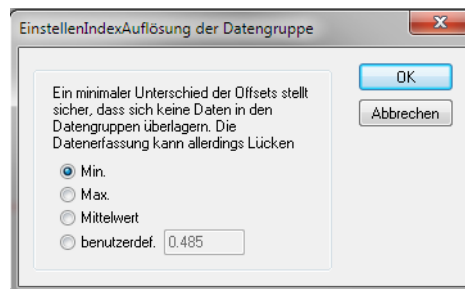 EinstellenIndexAuflösung der Datengruppe
Ein minimaler Unterschied der Offsets stellt
sicher, dass sich keine Daten in den
Datengruppen überlagern. Die
Datenerfassung kann allerdings Lücken
Min.
Max.
Mittelwert
benutzerdef. 0.485
OK
Abbrechen